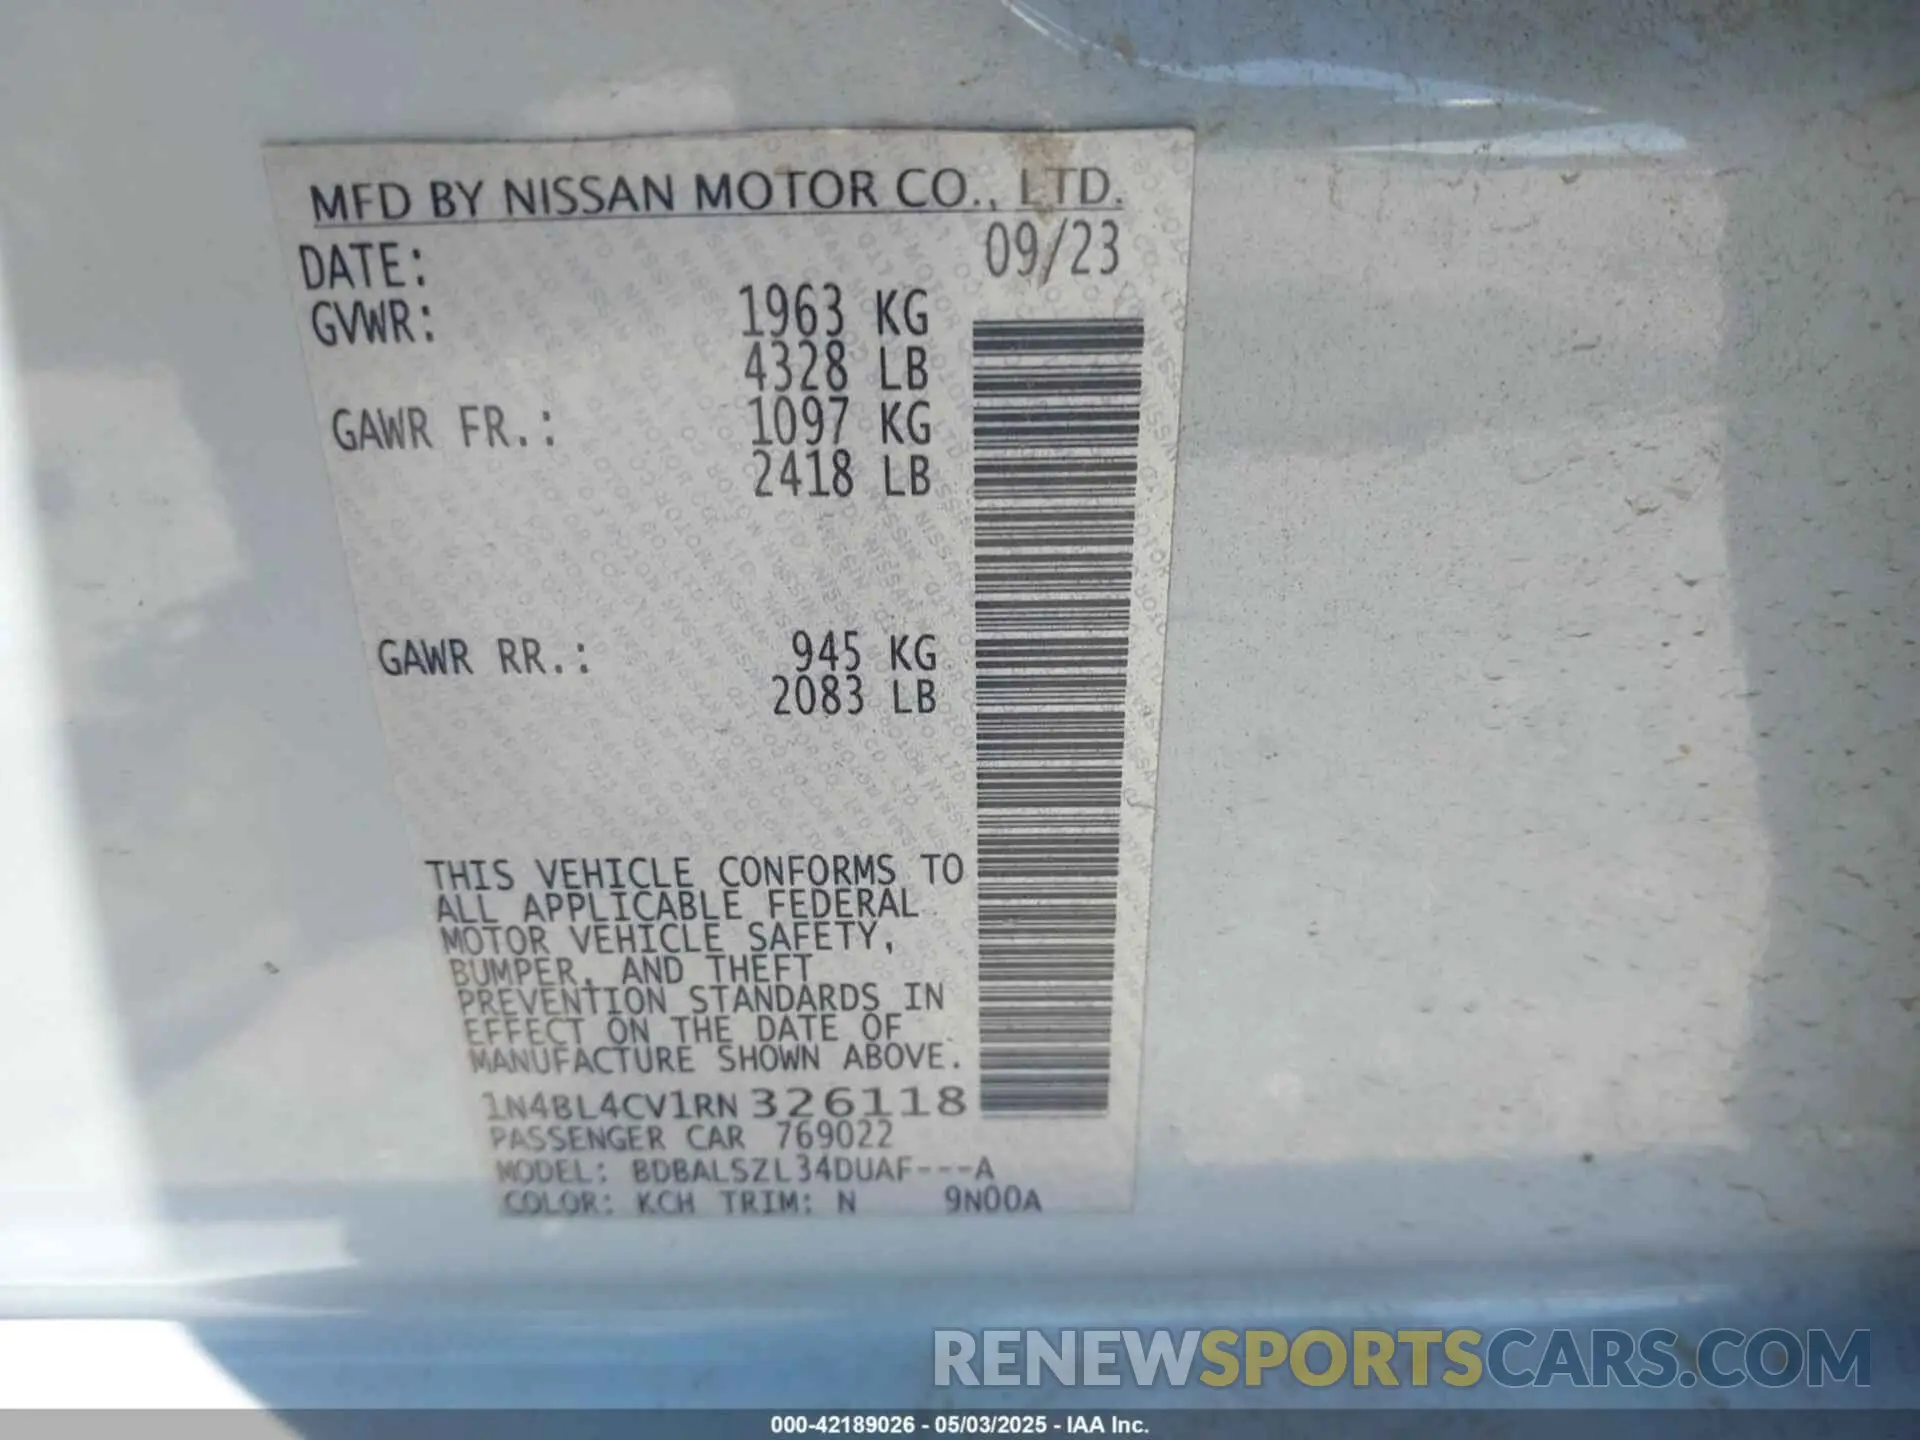 MFD BY NISSAN MOTOR CO., LTD.
DATE: 09/23
GVWR: 1963 KG
4328 LB
GAWR FR.: 1097 KG
2418 LB
GAWR RR.: 945 KG
2083 LB
THIS VEHICLE CONFORMS TO
ALL APPLICABLE FEDERAL
MOTOR VEHICLE SAFETY,
BUMPER, AND THEFT
PREVENTION STANDARDS IN
EFFECT ON THE DATE OF
MANUFACTURE SHOWN ABOVE.
1N4BL4CV1RN326118
PASSENGER CAR 769022
MODEL: BDBALSZL34DUAF---A
COLOR: KCH TRIM: N 9N00A
RENEWSPORTSCARS.COM
000-42189026 - 05/03/2025 - IAA Inc.